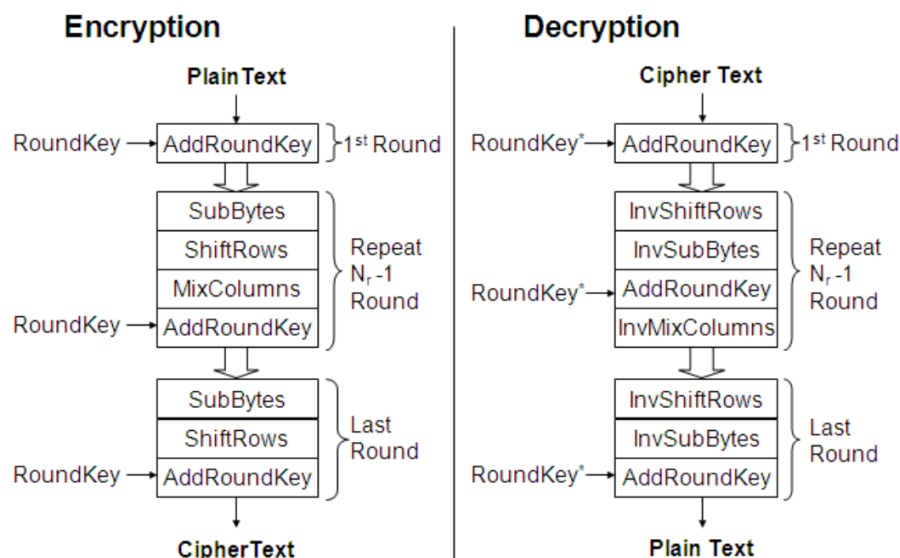 Encryption
PlainText
RoundKey
AddRoundKey
1st Round
SubBytes
ShiftRows
MixColumns
RoundKey
AddRoundKey
Repeat
Nr -1
Round
SubBytes
ShiftRows
RoundKey
AddRoundKey
Last
Round
CipherText
Decryption
Cipher Text
RoundKey*
AddRoundKey
1st Round
InvShiftRows
InvSubBytes
RoundKey*
AddRoundKey
InvMixColumns
Repeat
Nr -1
Round
InvShiftRows
InvSubBytes
RoundKey*
AddRoundKey
Last
Round
Plain Text